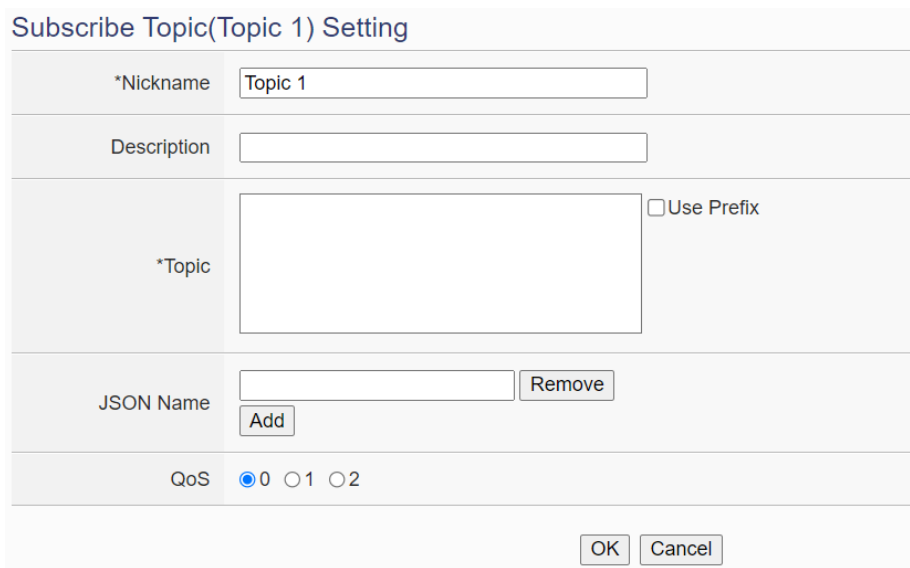 Subscribe Topic(Topic 1) Setting
*Nickname Topic 1
Description
*Topic Use Prefix
JSON Name Remove
Add
QoS 0 1 2
OK Cancel